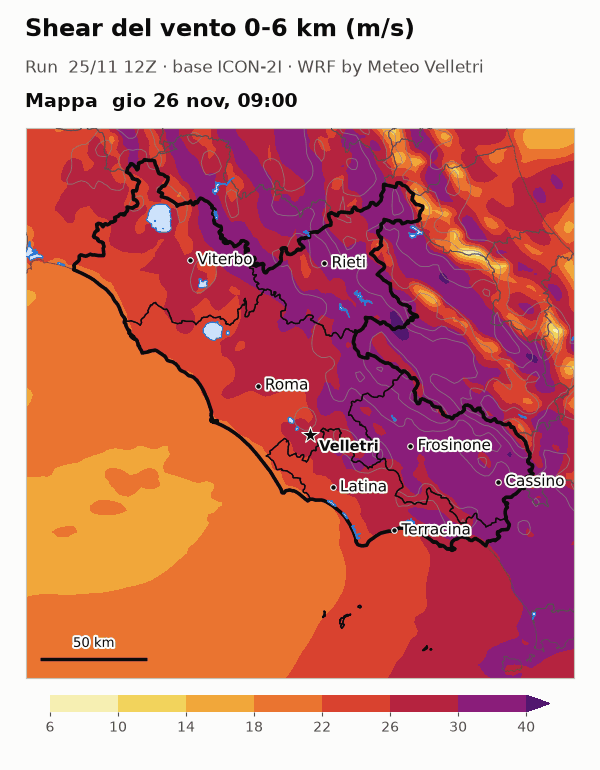 Shear del vento 0-6 km (m/s)
Run  25/11 12Z · base ICON-2I · WRF by Meteo Velletri
Mappa  gio 26 nov, 09:00
Viterbo
Rieti
Roma
Velletri
Frosinone
Latina
Cassino
Terracina
50 km
6 10 14 18 22 26 30 40